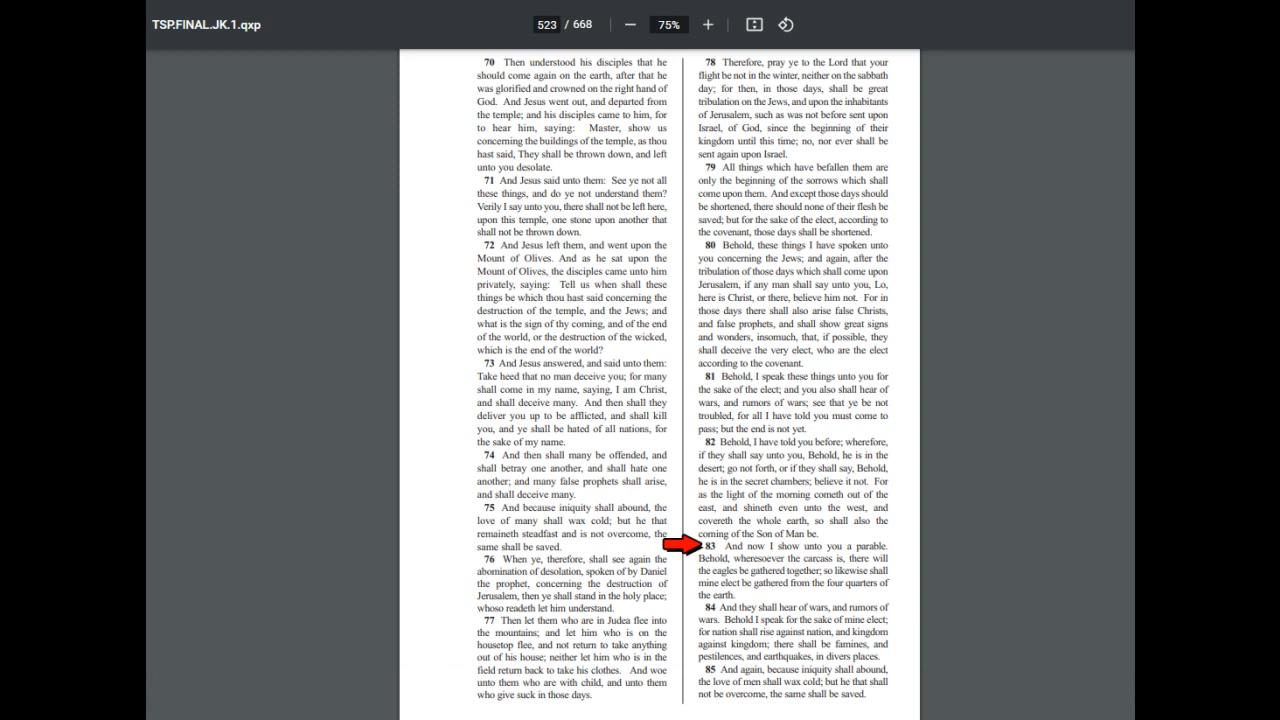 TSP.FINAL.JK.1.qxp
523 / 668
75%
70 Then understood his disciples that he
should come again on the earth, after that he
was glorified and crowned on the right hand of
God. And Jesus went out, and departed from
the temple; and his disciples came to him, for
to hear him, saying: Master, show us
concerning the buildings of the temple, as thou
hast said, They shall be thrown down, and left
unto you desolate.
71 And Jesus said unto them: See ye not all
these things, and do ye not understand them?
Verily I say unto you, there shall not be left here,
upon this temple, one stone upon another that
shall not be thrown down.
72 And Jesus left them, and went upon the
Mount of Olives. And as he sat upon the
Mount of Olives, the disciples came unto him
privately, saying: Tell us when shall these
things be which thou hast said concerning the
destruction of the temple, and the Jews; and
what is the sign of thy coming, and of the end
of the world, or the destruction of the wicked,
which is the end of the world?
73 And Jesus answered, and said unto them:
Take heed that no man deceive you; for many
shall come in my name, saying, I am Christ,
and shall deceive many. And then shall they
deliver you up to be afflicted, and shall kill
you, and ye shall be hated of all nations, for
the sake of my name.
74 And then shall many be offended, and
shall betray one another, and shall hate one
another; and many false prophets shall arise,
and shall deceive many.
75 And because iniquity shall abound, the
love of many shall wax cold; but he that
remaineth steadfast and is not overcome, the
same shall be saved.
76 When ye, therefore, shall see again the
abomination of desolation, spoken of by Daniel
the prophet, concerning the destruction of
Jerusalem, then ye shall stand in the holy place;
whoso readeth let him understand.
77 Then let them who are in Judea flee into
the mountains; and let him who is on the
housetop flee, and not return to take anything
out of his house; neither let him who is in the
field return back to take his clothes. And woe
unto them who are with child, and unto them
who give suck in those days.
78 Therefore, pray ye to the Lord that your
flight be not in the winter, neither on the sabbath
day; for then, in those days, shall be great
tribulation on the Jews, and upon the inhabitants
of Jerusalem, such as was not before sent upon
Israel, of God, since the beginning of their
kingdom until this time; no, nor ever shall be
sent again upon Israel.
79 All things which have befallen them are
only the beginning of the sorrows which shall
come upon them. And except those days should
be shortened, there should none of their flesh be
saved; but for the sake of the elect, according to
the covenant, those days shall be shortened.
80 Behold, these things I have spoken unto
you concerning the Jews; and again, after the
tribulation of those days which shall come upon
Jerusalem, if any man shall say unto you, Lo,
here is Christ, or there, believe him not. For in
those days there shall also arise false Christs,
and false prophets, and shall show great signs
and wonders, insomuch, that, if possible, they
shall deceive the very elect, who are the elect
according to the covenant.
81 Behold, I speak these things unto you for
the sake of the elect; and you also shall hear of
wars, and rumors of wars; see that ye be not
troubled, for all I have told you must come to
pass; but the end is not yet.
82 Behold, I have told you before; wherefore,
if they shall say unto you, Behold, he is in the
desert; go not forth, or if they shall say, Behold,
he is in the secret chambers; believe it not. For
as the light of the morning cometh out of the
east, and shineth even unto the west, and
covereth the whole earth, so shall also the
coming of the Son of Man be.
83 And now I show unto you a parable.
Behold, wheresoever the carcass is, there will
the eagles be gathered together; so likewise shall
mine elect be gathered from the four quarters of
the earth.
84 And they shall hear of wars, and rumors of
wars. Behold I speak for the sake of mine elect;
for nation shall rise against nation, and kingdom
against kingdom; there shall be famines, and
pestilences, and earthquakes, in divers places.
85 And again, because iniquity shall abound,
the love of men shall wax cold; but he that shall
not be overcome, the same shall be saved.